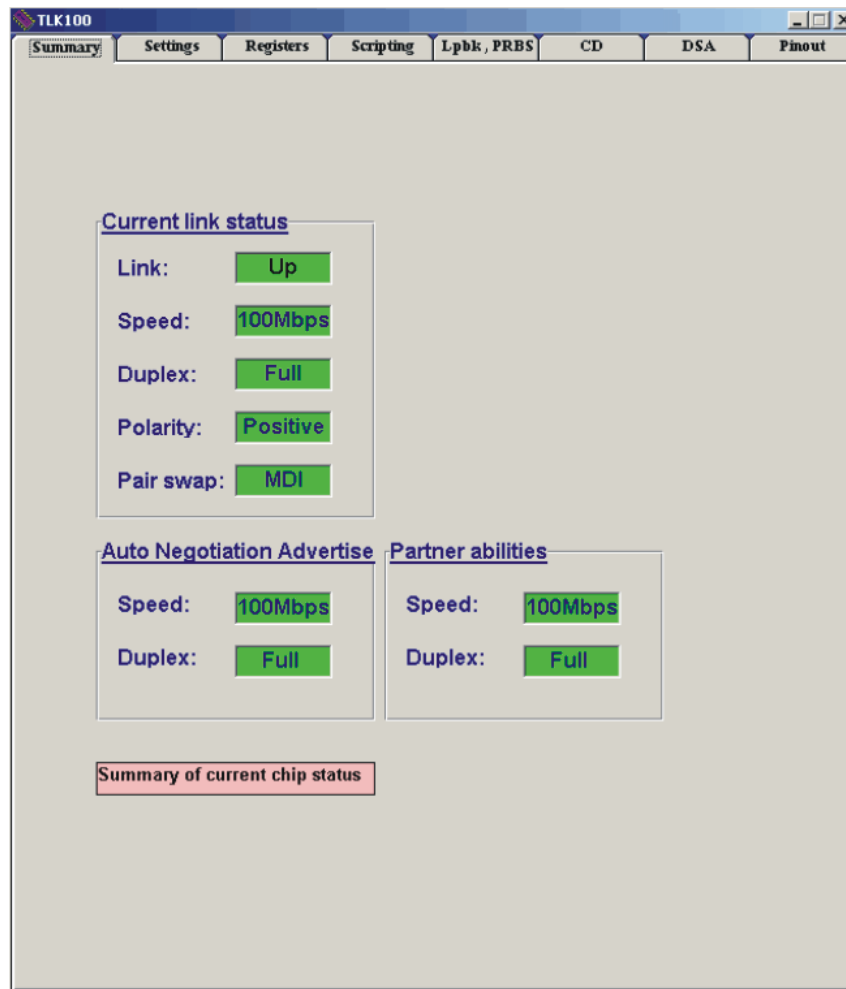 TLK100
Summary Settings Registers Scripting Lpbk , PRBS CD DSA Pinout
Current link status
Link: Up
Speed: 100Mbps
Duplex: Full
Polarity: Positive
Pair swap: MDI
Auto Negotiation Advertise Partner abilities
Speed: 100Mbps Speed: 100Mbps
Duplex: Full Duplex: Full
Summary of current chip status